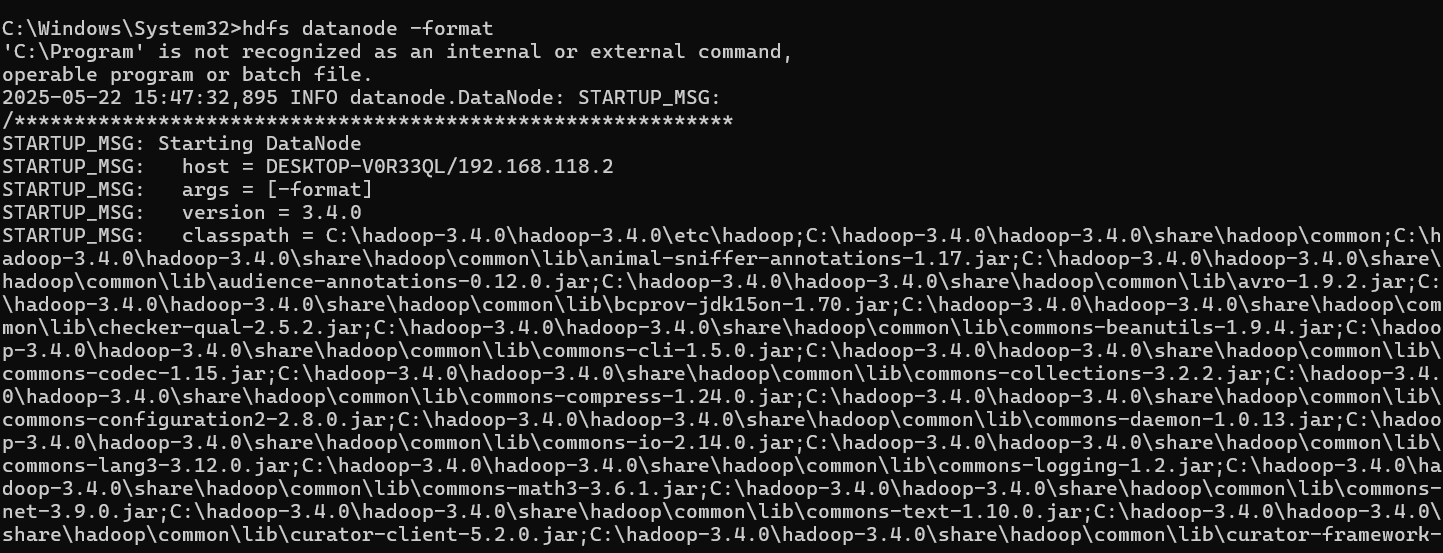 C:\Windows\System32>hdfs datanode -format
'C:\Program' is not recognized as an internal or external command,
operable program or batch file.
2025-05-22 15:47:32,895 INFO datanode.DataNode: STARTUP_MSG:
/************************************************************
STARTUP_MSG: Starting DataNode
STARTUP_MSG:   host = DESKTOP-V0R33QL/192.168.118.2
STARTUP_MSG:   args = [-format]
STARTUP_MSG:   version = 3.4.0
STARTUP_MSG:   classpath = C:\hadoop-3.4.0\hadoop-3.4.0\etc\hadoop;C:\hadoop-3.4.0\hadoop-3.4.0\share\hadoop\common;C:\h
adoop-3.4.0\hadoop-3.4.0\share\hadoop\common\lib\animal-sniffer-annotations-1.17.jar;C:\hadoop-3.4.0\hadoop-3.4.0\share\
hadoop\common\lib\audience-annotations-0.12.0.jar;C:\hadoop-3.4.0\hadoop-3.4.0\share\hadoop\common\lib\avro-1.9.2.jar;C:
\hadoop-3.4.0\hadoop-3.4.0\share\hadoop\common\lib\bcprov-jdk15on-1.70.jar;C:\hadoop-3.4.0\hadoop-3.4.0\share\hadoop\com
mon\lib\checker-qual-2.5.2.jar;C:\hadoop-3.4.0\hadoop-3.4.0\share\hadoop\common\lib\commons-beanutils-1.9.4.jar;C:\hadoo
p-3.4.0\hadoop-3.4.0\share\hadoop\common\lib\commons-cli-1.5.0.jar;C:\hadoop-3.4.0\hadoop-3.4.0\share\hadoop\common\lib\
commons-codec-1.15.jar;C:\hadoop-3.4.0\hadoop-3.4.0\share\hadoop\common\lib\commons-collections-3.2.2.jar;C:\hadoop-3.4.
0\hadoop-3.4.0\share\hadoop\common\lib\commons-compress-1.24.0.jar;C:\hadoop-3.4.0\hadoop-3.4.0\share\hadoop\common\lib\
commons-configuration2-2.8.0.jar;C:\hadoop-3.4.0\hadoop-3.4.0\share\hadoop\common\lib\commons-daemon-1.0.13.jar;C:\hadoo
p-3.4.0\hadoop-3.4.0\share\hadoop\common\lib\commons-io-2.14.0.jar;C:\hadoop-3.4.0\hadoop-3.4.0\share\hadoop\common\lib\
commons-lang3-3.12.0.jar;C:\hadoop-3.4.0\hadoop-3.4.0\share\hadoop\common\lib\commons-logging-1.2.jar;C:\hadoop-3.4.0\ha
doop-3.4.0\share\hadoop\common\lib\commons-math3-3.6.1.jar;C:\hadoop-3.4.0\hadoop-3.4.0\share\hadoop\common\lib\commons-
net-3.9.0.jar;C:\hadoop-3.4.0\hadoop-3.4.0\share\hadoop\common\lib\commons-text-1.10.0.jar;C:\hadoop-3.4.0\hadoop-3.4.0\
share\hadoop\common\lib\curator-client-5.2.0.jar;C:\hadoop-3.4.0\hadoop-3.4.0\share\hadoop\common\lib\curator-framework-